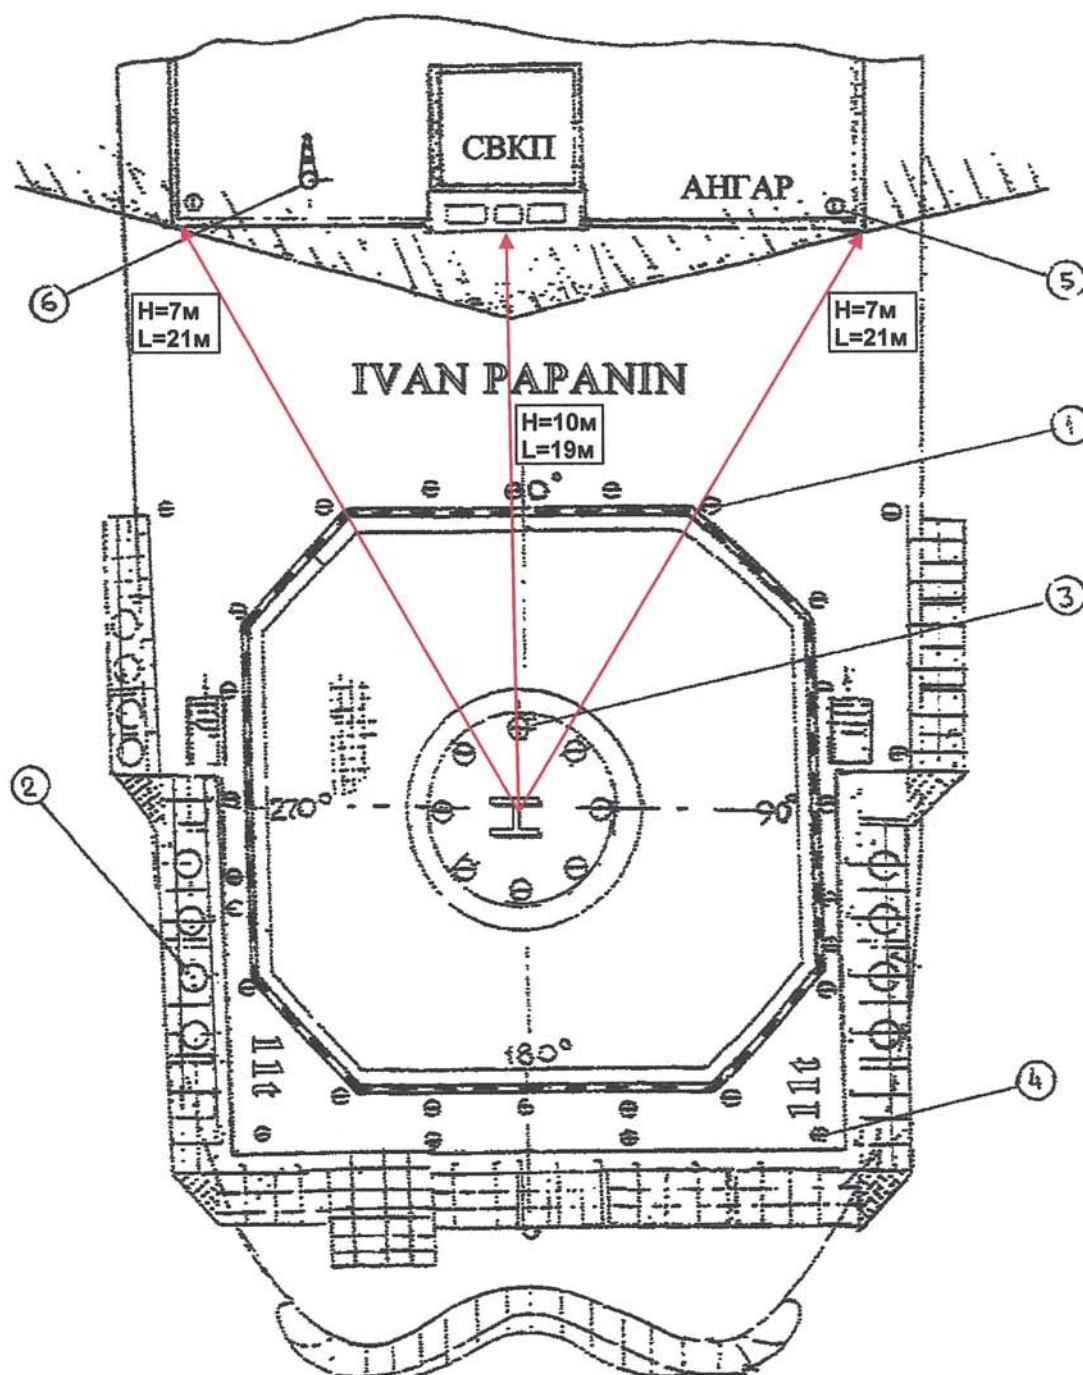 СВКП
АНГАР
6
5
H=7м
L=21м
H=7м
L=21м
IVAN PAPANIN
H=10м
L=19м
1
0°
3
2
270°
H
90°
180°
11t
11t
4